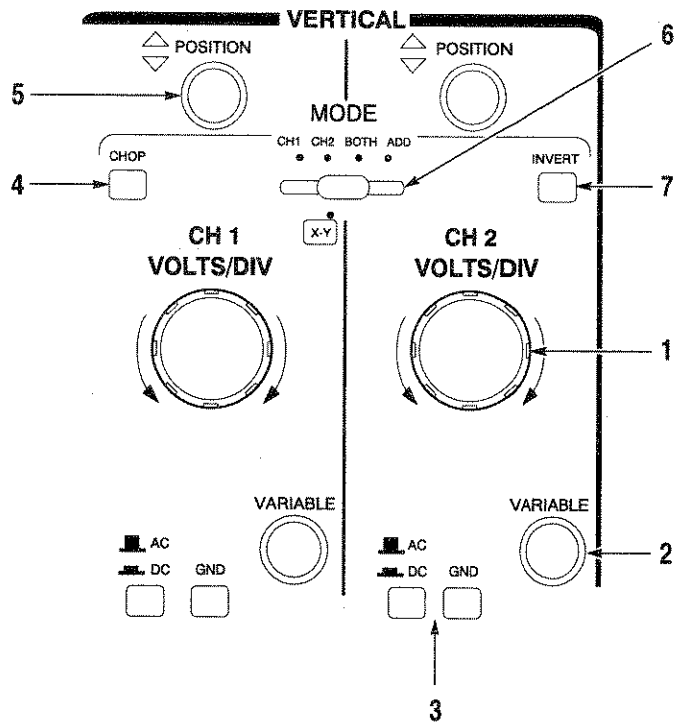 VERTICAL
POSITION
POSITION
6
5
MODE
CH1 CH2 BOTH ADD
CHOP
INVERT
4
7
X-Y
CH 1
VOLTS/DIV
CH 2
VOLTS/DIV
1
VARIABLE
VARIABLE
AC
DC GND
AC
DC GND
2
3